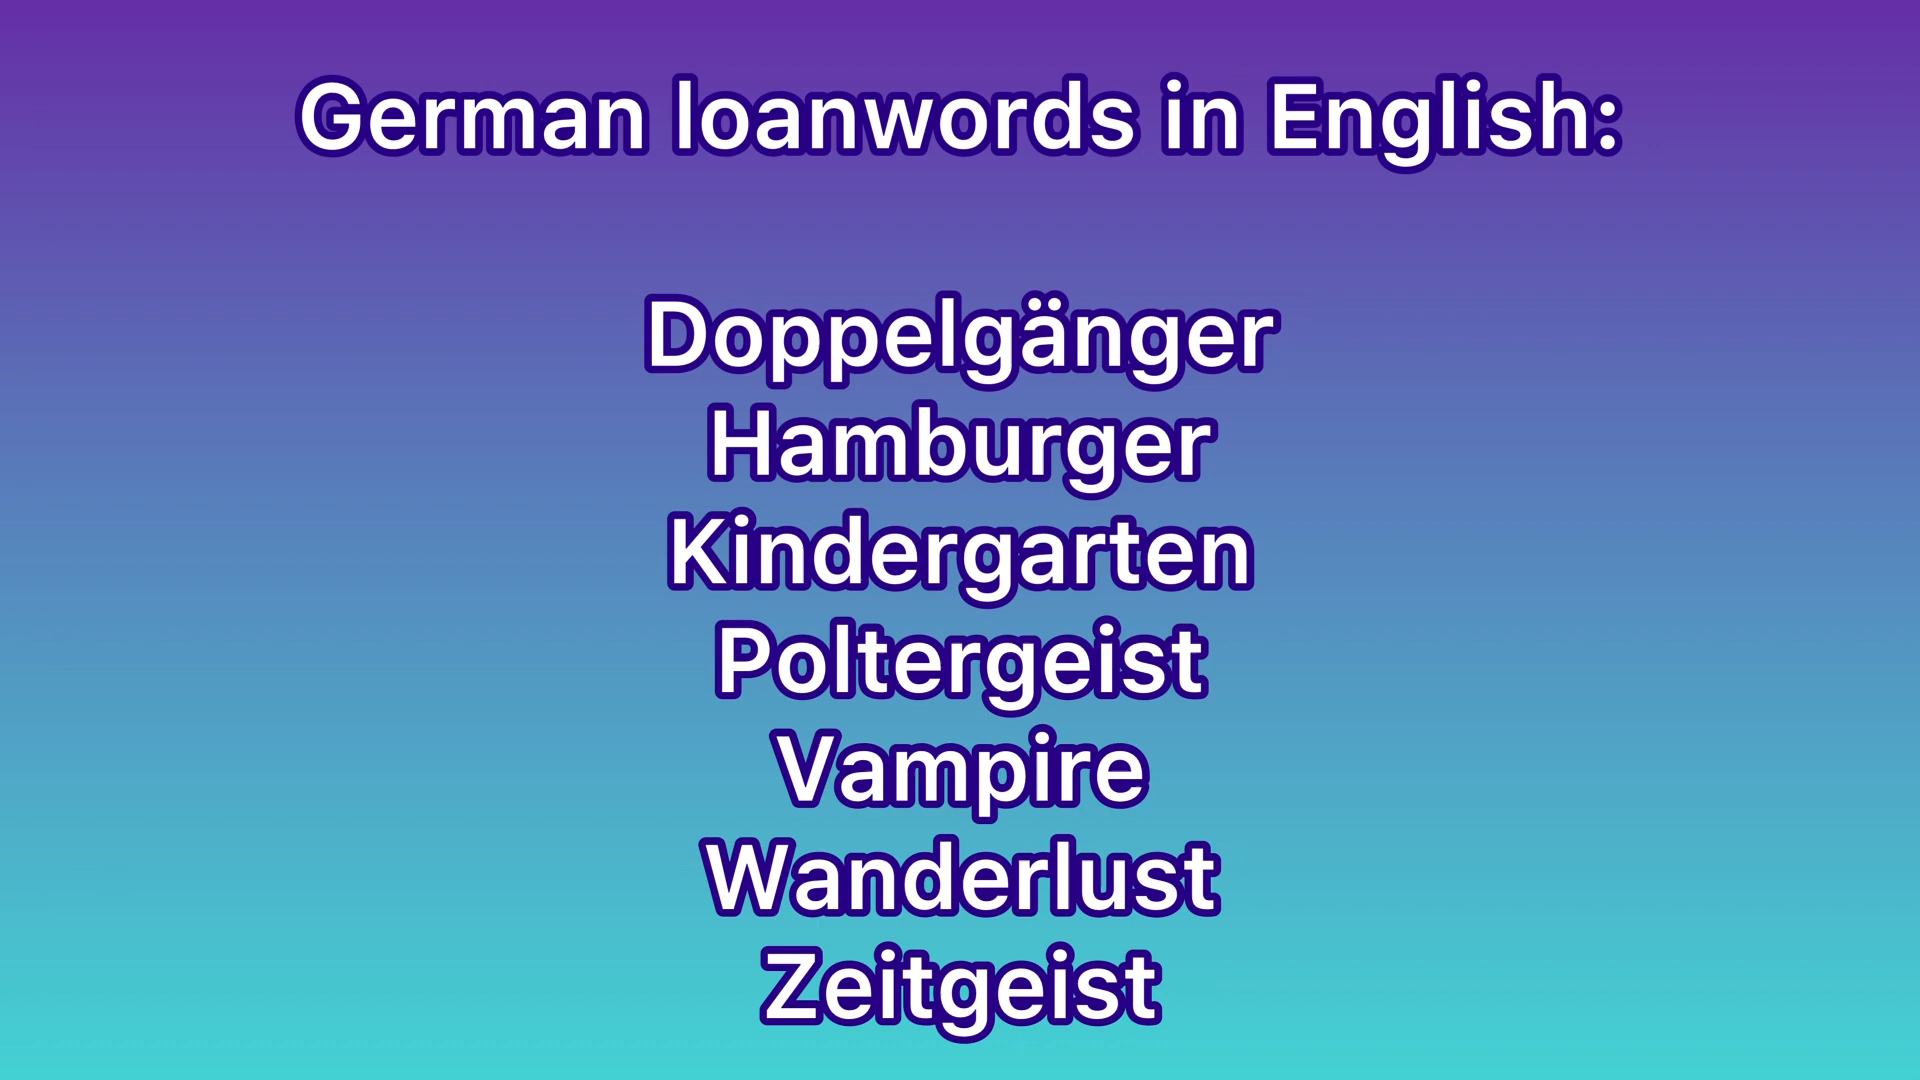 German loanwords in English:
Doppelgänger
Hamburger
Kindergarten
Poltergeist
Vampire
Wanderlust
Zeitgeist